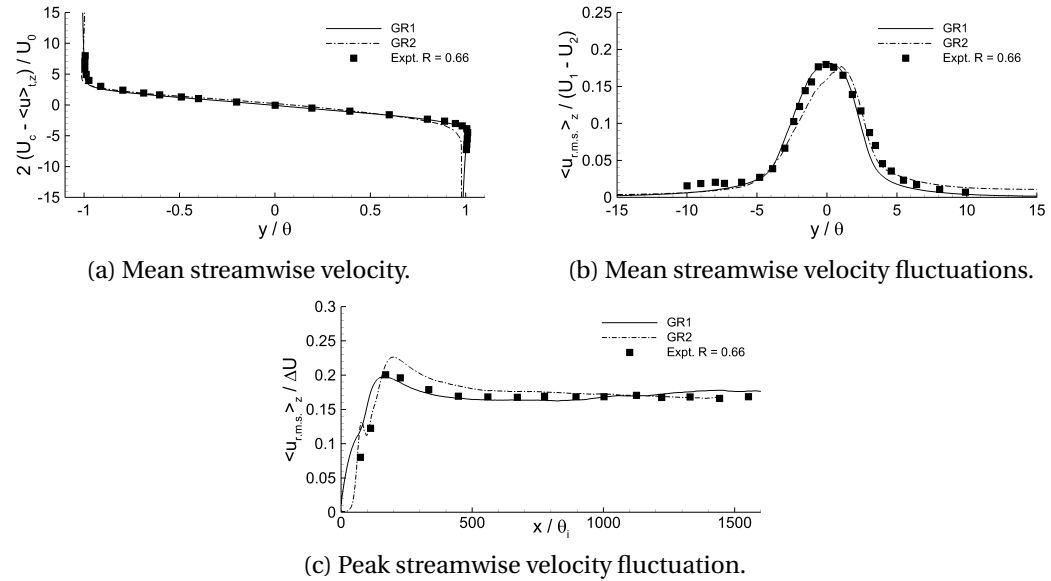 2 (U_c - <u>_t,z) / U_0
15
10
5
0
-5
-10
-15
-1
-0.5
0
0.5
1
y / θ
GR1
GR2
Expt. R = 0.66
(a) Mean streamwise velocity.
<u_r.m.s.>_z / (U_1 - U_2)
0.25
0.2
0.15
0.1
0.05
0
-15
-10
-5
0
5
10
15
y / θ
GR1
GR2
Expt. R = 0.66
(b) Mean streamwise velocity fluctuations.
<u_r.m.s.>_z / ΔU
0.3
0.25
0.2
0.15
0.1
0.05
0
0
500
1000
1500
x / θ_i
GR1
GR2
Expt. R = 0.66
(c) Peak streamwise velocity fluctuation.